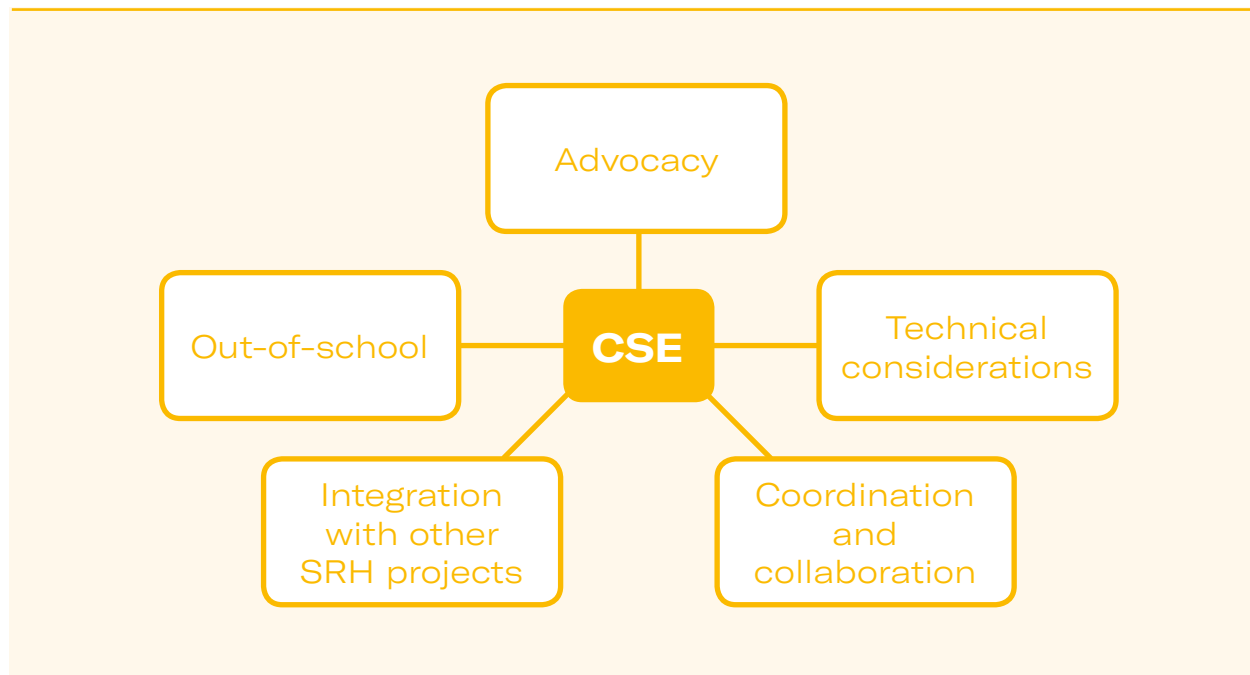 Advocacy
Out-of-school
CSE
Technical
considerations
Integration
with other
SRH projects
Coordination
and
collaboration